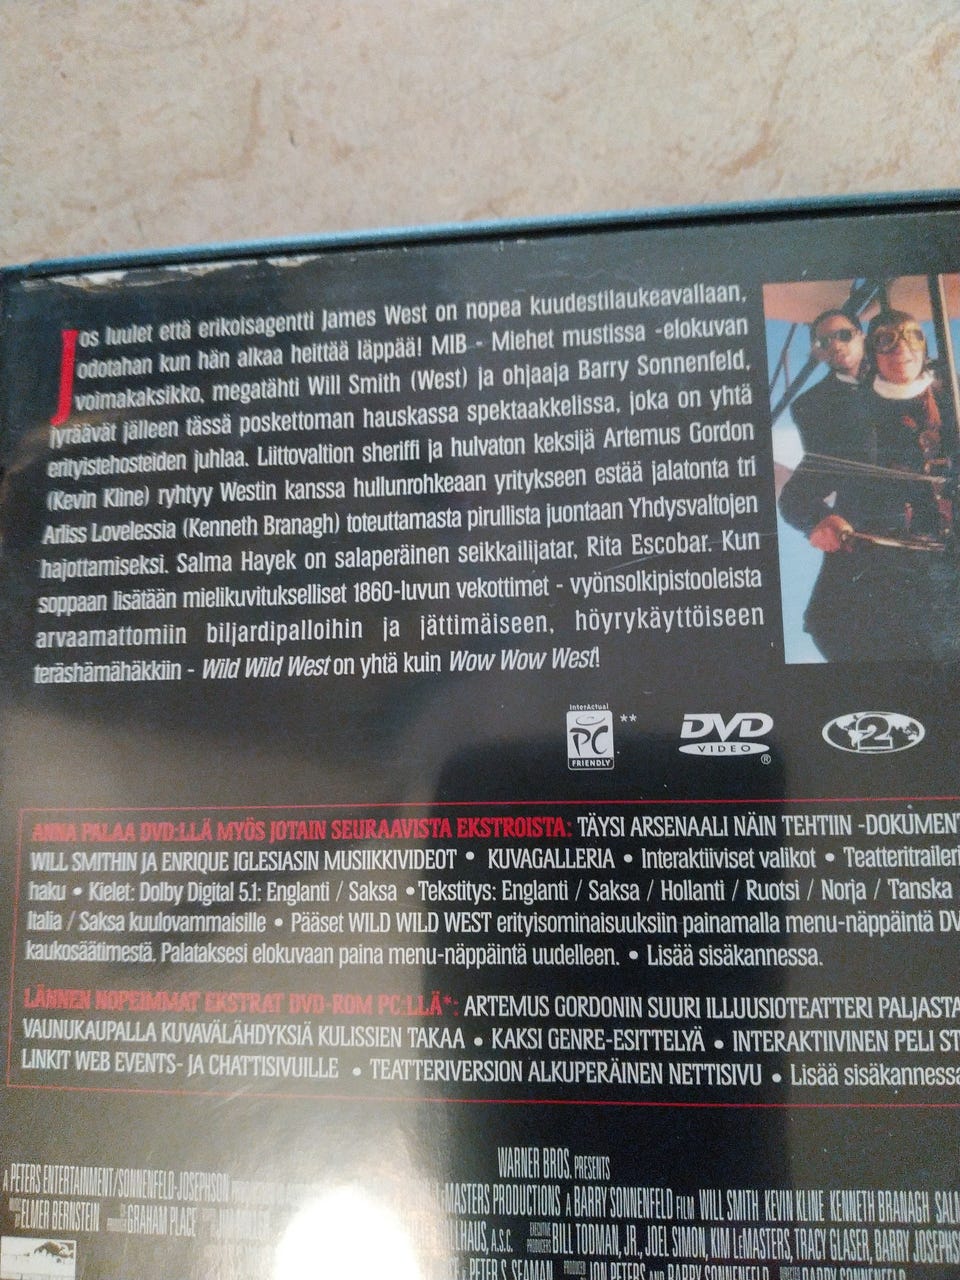 Jos luulet että erikoisagentti James West on nopea kuudestilaukeavallaan,
odotahan kun hän alkaa heittää läppää! MIB - Miehet mustissa -elokuvan
voimakaksikko, megatähti Will Smith (West) ja ohjaaja Barry Sonnenfeld,
jyräävät jälleen tässä poskettoman hauskassa spektaakkelissa, joka on yhtä
erityistehosteiden juhlaa. Liittovaltion sheriffi ja hulvaton keksijä Artemus Gordon
(Kevin Kline) ryhtyy Westin kanssa hullunrohkeaan yritykseen estää jalatonta tri
Arliss Lovelessia (Kenneth Branagh) toteuttamasta pirullista juontaan Yhdysvaltojen
hajottamiseksi. Salma Hayek on salaperäinen seikkailijatar, Rita Escobar. Kun
soppaan lisätään mielikuvitukselliset 1860-luvun vekottimet - vyönsolkipistooleista
arvaamattomiin biljardipalloihin ja jättimäiseen, höyrykäyttöiseen
teräshämähäkkiin - Wild Wild West on yhtä kuin Wow Wow West!
InterActual
PC **
FRIENDLY
DVD
VIDEO ®
2
ANNA PALAA DVD:LLÄ MYÖS JOTAIN SEURAAVISTA EKSTROISTA: TÄYSI ARSENAALI NÄIN TEHTIIN -DOKUMENT
WILL SMITHIN JA ENRIQUE IGLESIASIN MUSIIKKIVIDEOT • KUVAGALLERIA • Interaktiiviset valikot • Teatteritraileri
haku • Kielet: Dolby Digital 5.1: Englanti / Saksa • Tekstitys: Englanti / Saksa / Hollanti / Ruotsi / Norja / Tanska
Italia / Saksa kuulovammaisille • Pääset WILD WILD WEST erityisominaisuuksiin painamalla menu-näppäintä DV
kaukosäätimestä. Palataksesi elokuvaan paina menu-näppäintä uudelleen. • Lisää sisäkannessa.
LÄNNEN NOPEIMMAT EKSTRAT DVD-ROM PC:LLÄ*: ARTEMUS GORDONIN SUURI ILLUUSIOTEATTERI PALJASTA
VAUNUKAUPALLA KUVAVÄLÄHDYKSIÄ KULISSIEN TAKAA • KAKSI GENRE-ESITTELYÄ • INTERAKTIIVINEN PELI ST
LINKIT WEB EVENTS- JA CHATTISIVUILLE • TEATTERIVERSION ALKUPERÄINEN NETTISIVU • Lisää sisäkannessa
WARNER BROS. PRESENTS
A PETERS ENTERTAINMENT/SONNENFELD-JOSEPHSON LEMASTERS PRODUCTIONS A BARRY SONNENFELD FILM WILL SMITH KEVIN KLINE KENNETH BRANAGH SAL
ELMER BERNSTEIN GRAHAM PLACE A.S.C. EXECUTIVE PRODUCERS BILL TODMAN, JR., JOEL SIMON, KIM LEMASTERS, TRACY GLASER, BARRY JOSEPHS
PETER S. SEAMAN PRODUCED BY JON PETERS AND BARRY SONNENFELD DIRECTED BY BARRY SONNENFELD